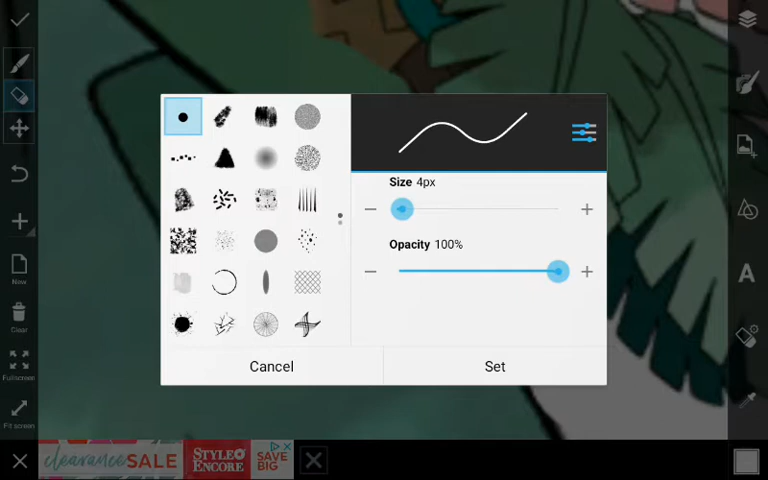 Size 4px
Opacity 100%
New
Clear
Fullscreen
Fit screen
A
Cancel
Set
clearance SALE
STYLE
ENCORE
SAVE
BIG